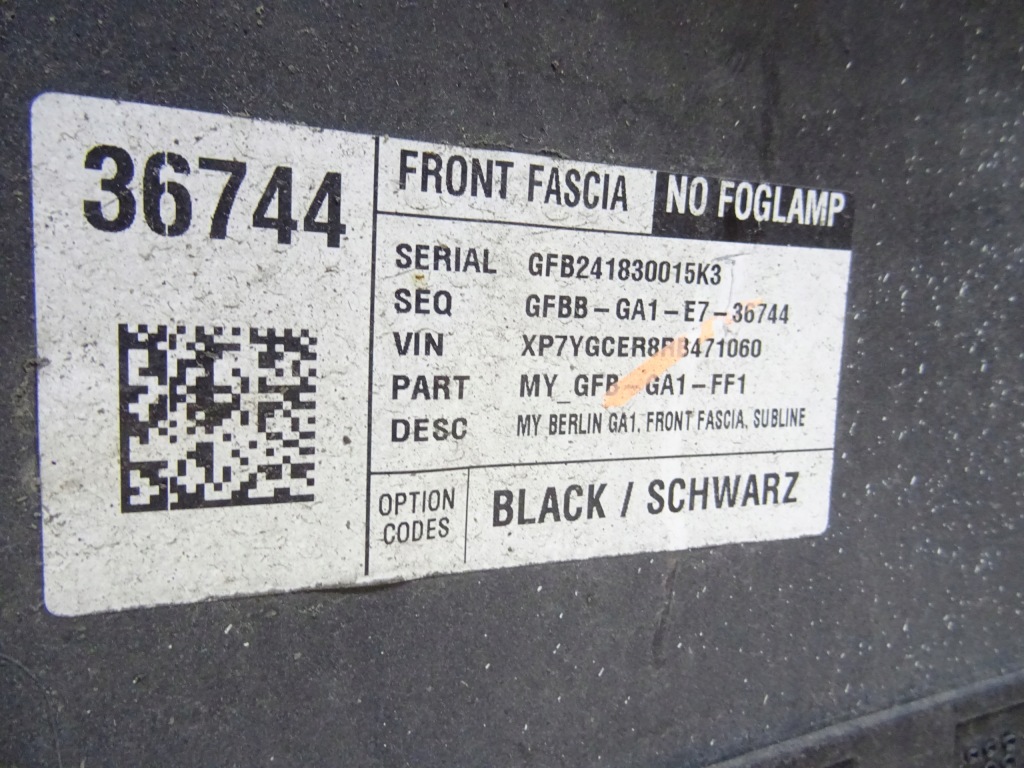 36744
FRONT FASCIA NO FOGLAMP
SERIAL GFB241830015K3
SEQ GFBB-GA1-E7-36744
VIN XP7YGCER8RB471060
PART MY_GFB-GA1-FF1
DESC MY BERLIN GA1, FRONT FASCIA, SUBLINE
OPTION CODES
BLACK / SCHWARZ